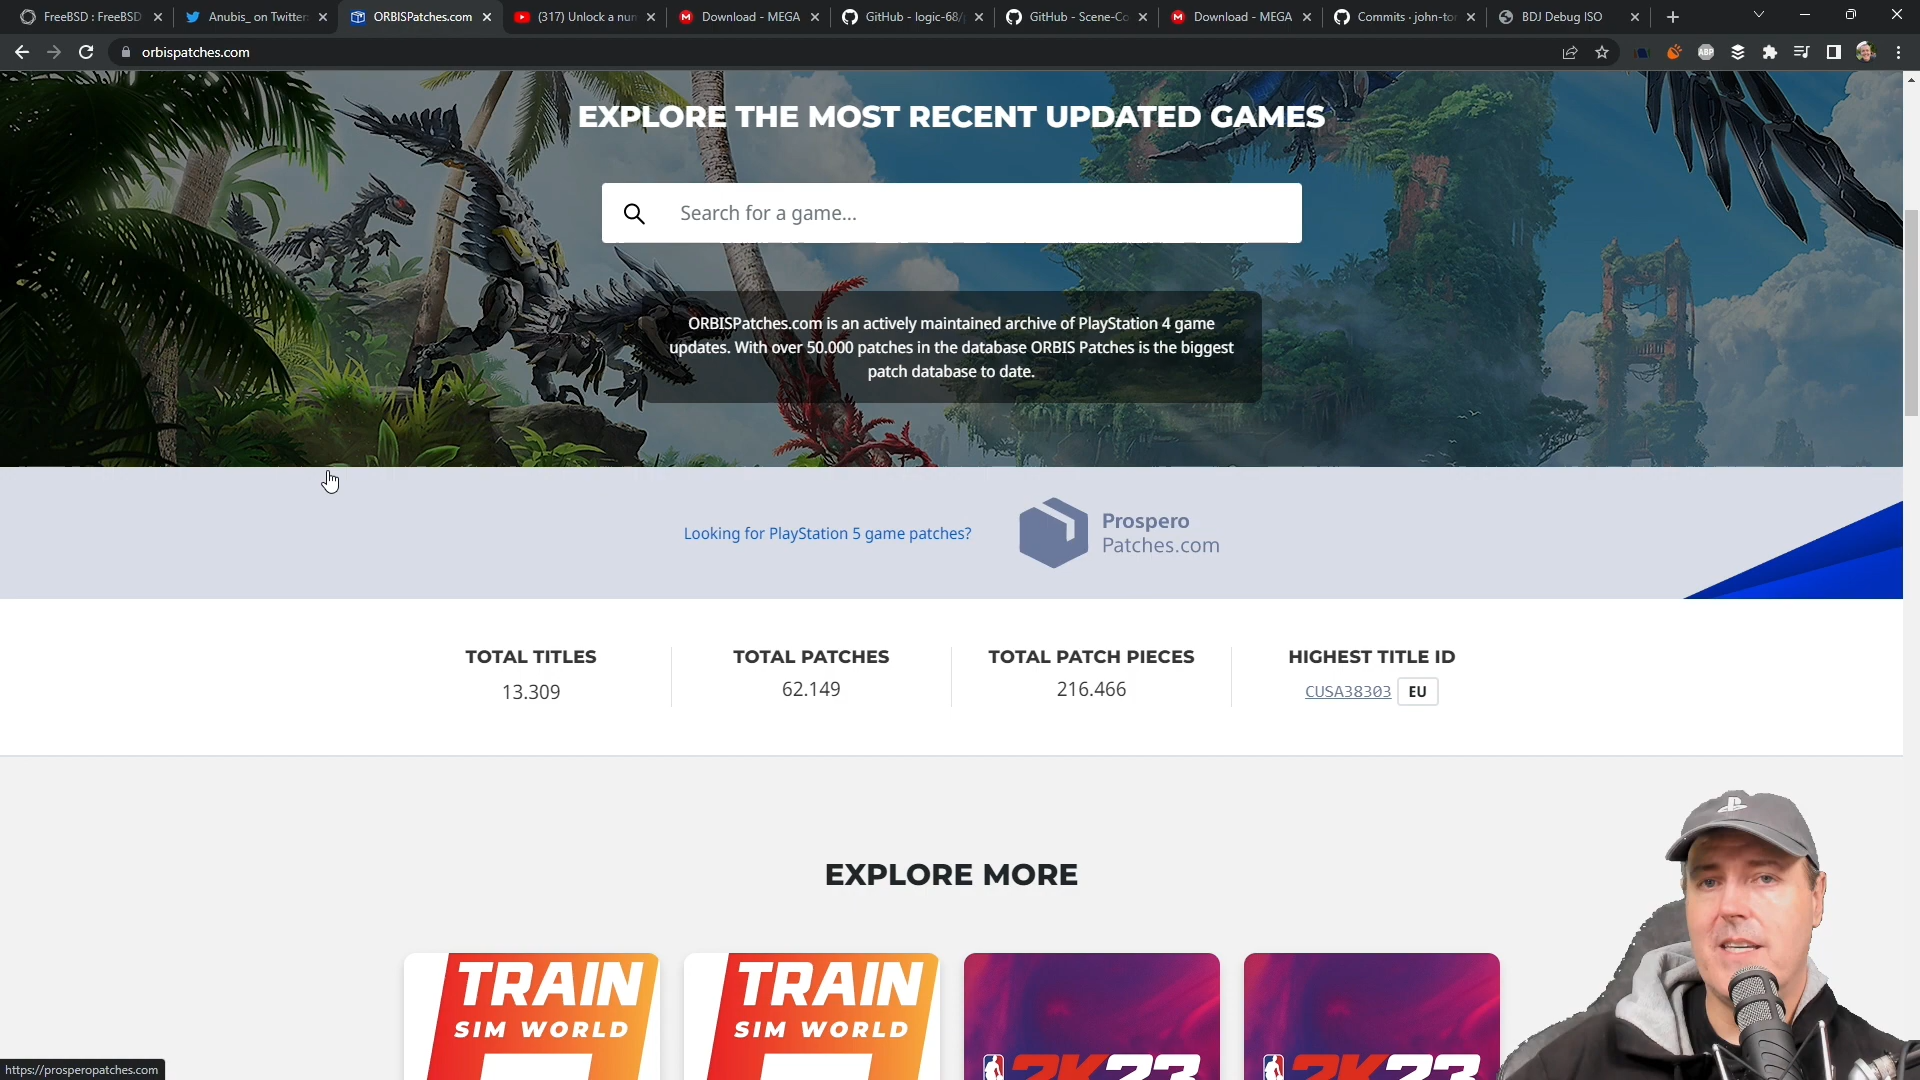 FreeBSD : FreeBSD
Anubis_ on Twitter
ORBISPatches.com
(317) Unlock a nun
Download - MEGA
GitHub - logic-68/
GitHub - Scene-Co
Download - MEGA
Commits · john-tor
BDJ Debug ISO
orbispatches.com
ABP
EXPLORE THE MOST RECENT UPDATED GAMES
Search for a game...
ORBISPatches.com is an actively maintained archive of PlayStation 4 game
updates. With over 50.000 patches in the database ORBIS Patches is the biggest
patch database to date.
Looking for PlayStation 5 game patches?
Prospero
Patches.com
TOTAL TITLES
13.309
TOTAL PATCHES
62.149
TOTAL PATCH PIECES
216.466
HIGHEST TITLE ID
CUSA38303 EU
EXPLORE MORE
TRAIN
SIM WORLD
TRAIN
SIM WORLD
2K23
2K23
https://prosperopatches.com